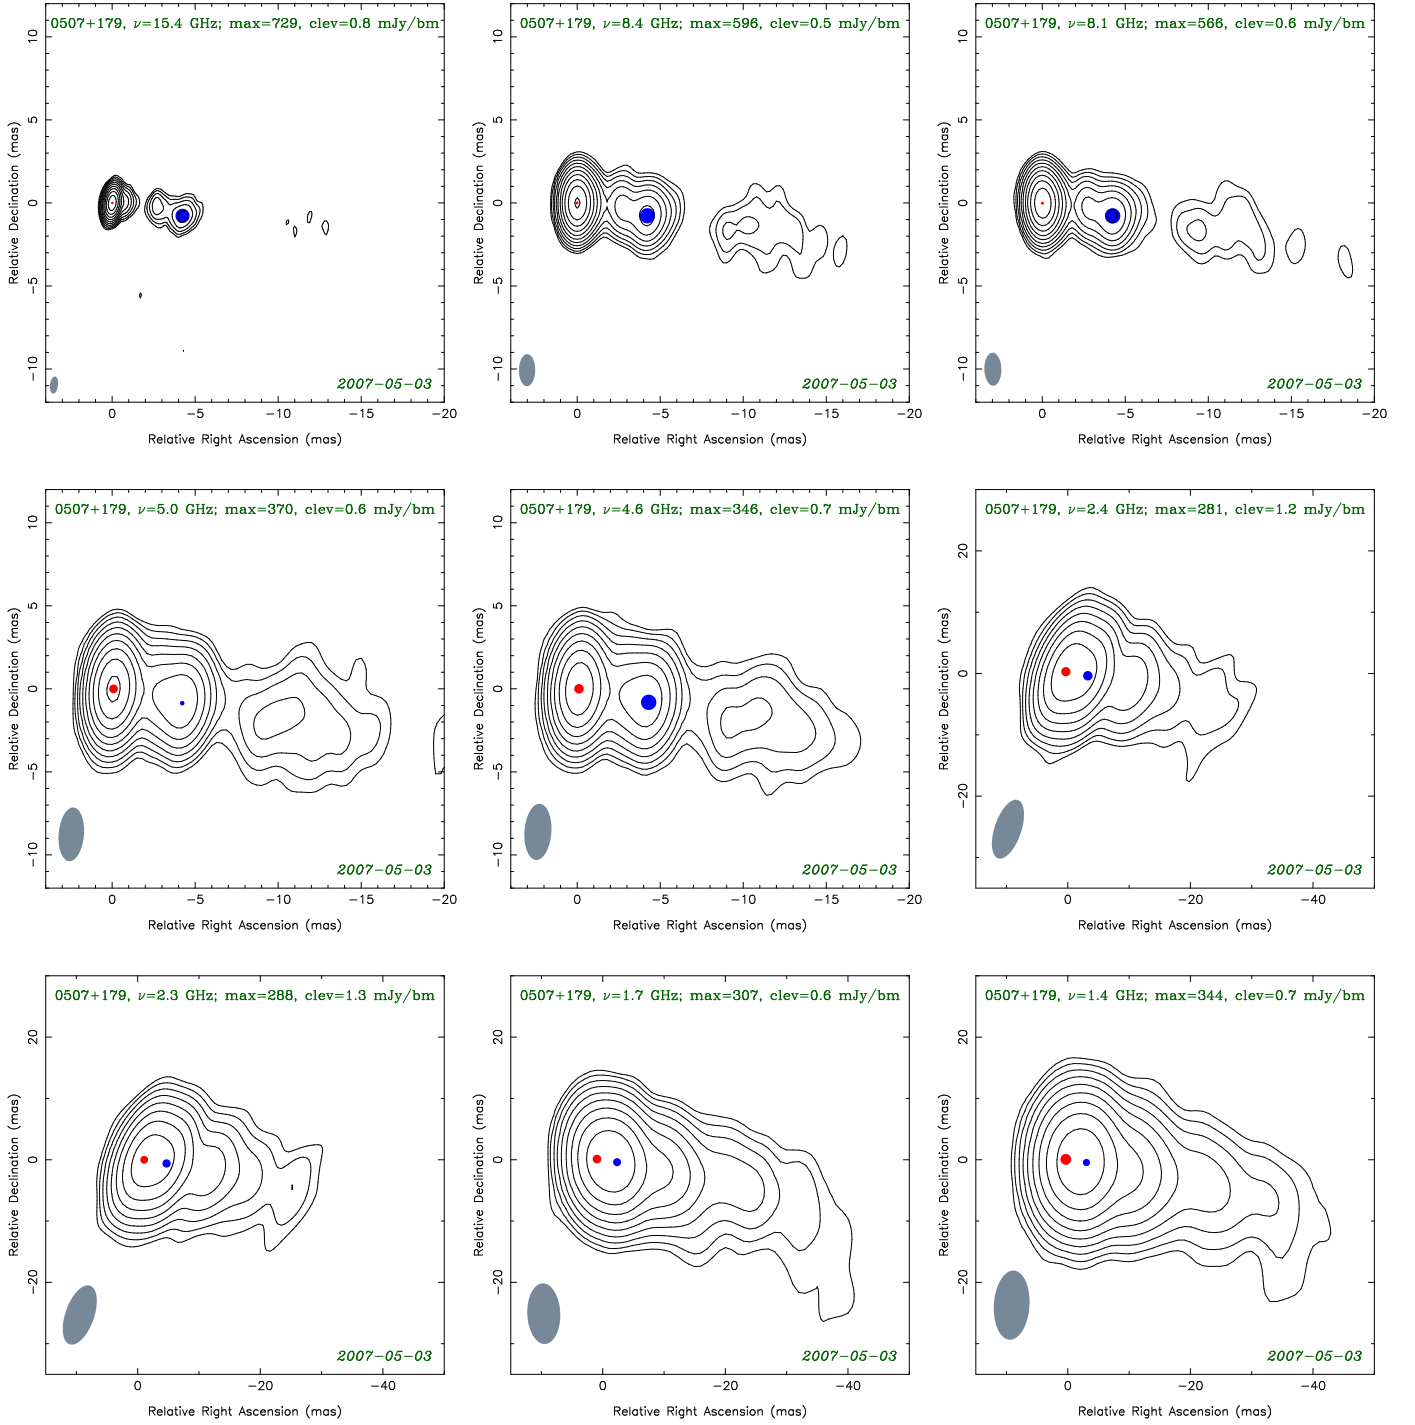 0507+179, ν=15.4 GHz; max=729, clev=0.8 mJy/bm
10
5
0
−5
−10
Relative Declination (mas)
2007−05−03
0 −5 −10 −15 −20
Relative Right Ascension (mas)
0507+179, ν=8.4 GHz; max=596, clev=0.5 mJy/bm
10
5
0
−5
−10
Relative Declination (mas)
2007−05−03
0 −5 −10 −15 −20
Relative Right Ascension (mas)
0507+179, ν=8.1 GHz; max=566, clev=0.6 mJy/bm
10
5
0
−5
−10
Relative Declination (mas)
2007−05−03
0 −5 −10 −15 −20
Relative Right Ascension (mas)
0507+179, ν=5.0 GHz; max=370, clev=0.6 mJy/bm
10
5
0
−5
−10
Relative Declination (mas)
2007−05−03
0 −5 −10 −15 −20
Relative Right Ascension (mas)
0507+179, ν=4.6 GHz; max=346, clev=0.7 mJy/bm
10
5
0
−5
−10
Relative Declination (mas)
2007−05−03
0 −5 −10 −15 −20
Relative Right Ascension (mas)
0507+179, ν=2.4 GHz; max=281, clev=1.2 mJy/bm
20
0
−20
Relative Declination (mas)
2007−05−03
0 −20 −40
Relative Right Ascension (mas)
0507+179, ν=2.3 GHz; max=288, clev=1.3 mJy/bm
20
0
−20
Relative Declination (mas)
2007−05−03
0 −20 −40
Relative Right Ascension (mas)
0507+179, ν=1.7 GHz; max=307, clev=0.6 mJy/bm
20
0
−20
Relative Declination (mas)
2007−05−03
0 −20 −40
Relative Right Ascension (mas)
0507+179, ν=1.4 GHz; max=344, clev=0.7 mJy/bm
20
0
−20
Relative Declination (mas)
2007−05−03
0 −20 −40
Relative Right Ascension (mas)